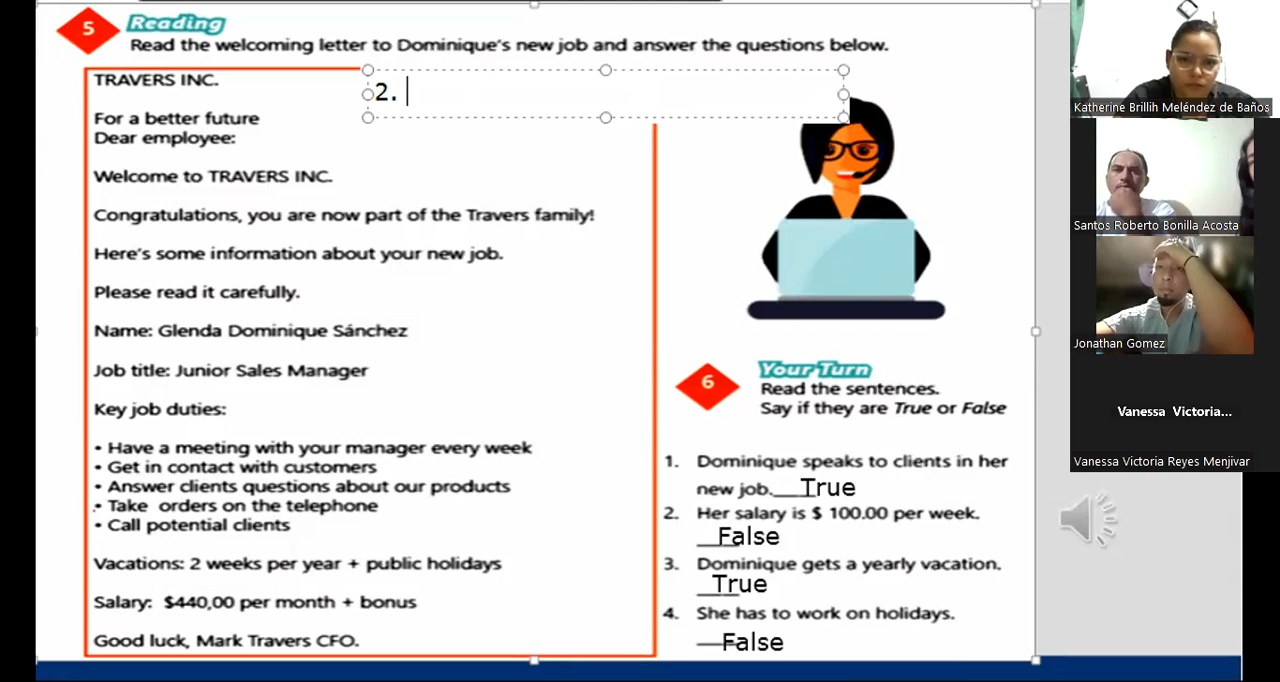 5
Reading
Read the welcoming letter to Dominique's new job and answer the questions below.
TRAVERS INC.
2.
For a better future
Dear employee:
Welcome to TRAVERS INC.
Congratulations, you are now part of the Travers family!
Here's some information about your new job.
Please read it carefully.
Name: Glenda Dominique Sánchez
Job title: Junior Sales Manager
Key job duties:
• Have a meeting with your manager every week
• Get in contact with customers
• Answer clients questions about our products
• Take orders on the telephone
• Call potential clients
Vacations: 2 weeks per year + public holidays
Salary: $440,00 per month + bonus
Good luck, Mark Travers CFO.
6
Your Turn
Read the sentences.
Say if they are True or False
1. Dominique speaks to clients in her
new job.____True
2. Her salary is $ 100.00 per week.
____False
3. Dominique gets a yearly vacation.
____True
4. She has to work on holidays.
____False
Katherine Brillih Meléndez de Baños
Santos Roberto Bonilla Acosta
Jonathan Gomez
Vanessa Victoria...
Vanessa Victoria Reyes Menjivar